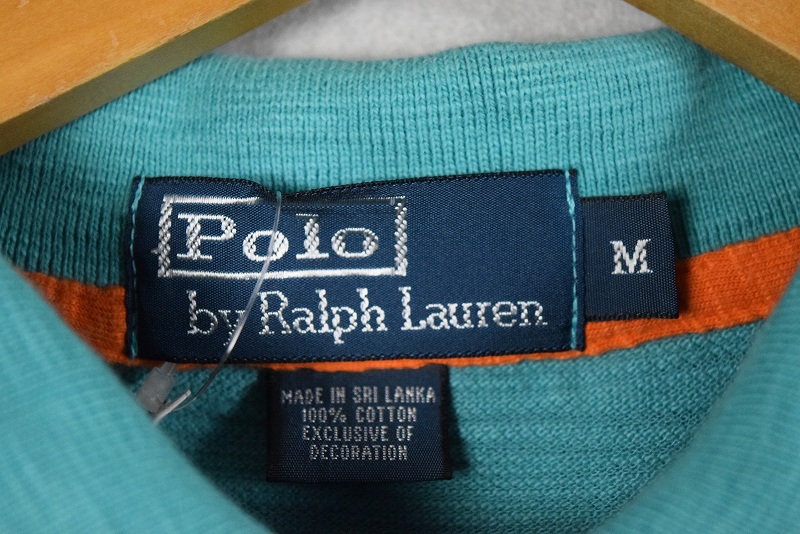 Polo
by Ralph Lauren
M
MADE IN SRI LANKA
100% COTTON
EXCLUSIVE OF
DECORATION